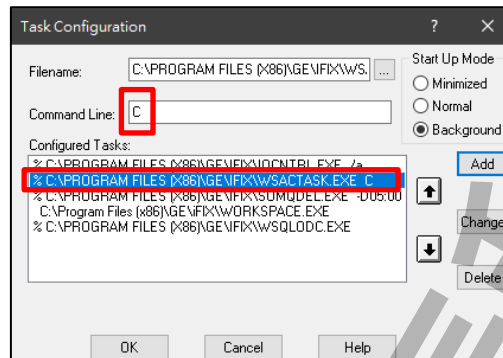 Task Configuration
? ×
Filename: C:\PROGRAM FILES (X86)\GE\IFIX\WS. ...
Start Up Mode
Minimized
Command Line: C
Normal
Background
Configured Tasks:
% C:\PROGRAM FILES (X86)\GE\IFIX\IOCNTRL.EXE /a
Add
% C:\PROGRAM FILES (X86)\GE\IFIX\WSACTASK.EXE C
% C:\PROGRAM FILES (X86)\GE\IFIX\SUMQDEL.EXE -D05:00
C:\Program Files (x86)\GE\iFIX\WORKSPACE.EXE
% C:\PROGRAM FILES (X86)\GE\IFIX\WSQLODC.EXE
Change
Delete
OK Cancel Help